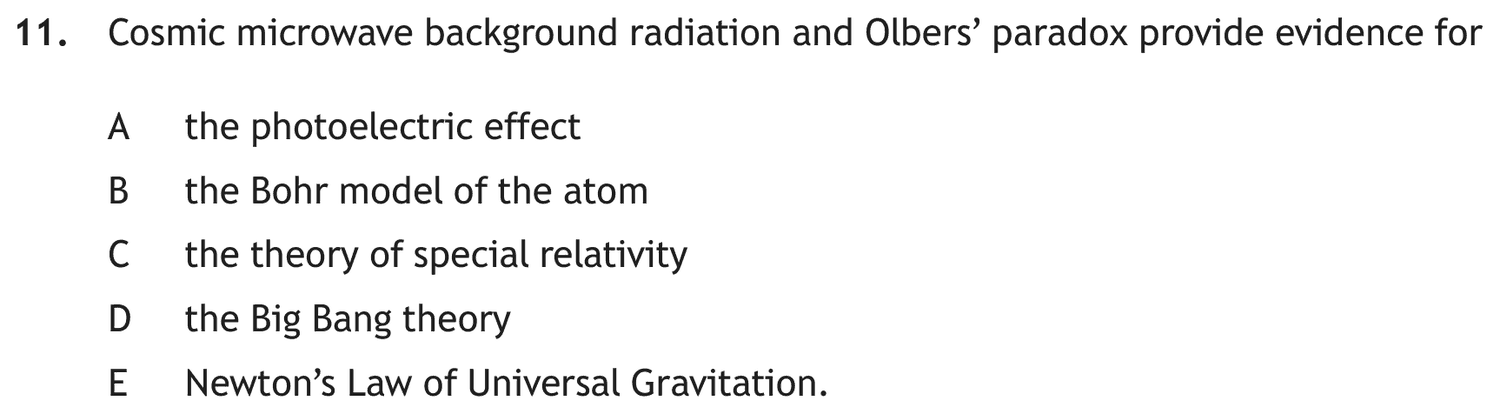 11. Cosmic microwave background radiation and Olbers’ paradox provide evidence for
A the photoelectric effect
B the Bohr model of the atom
C the theory of special relativity
D the Big Bang theory
E Newton’s Law of Universal Gravitation.